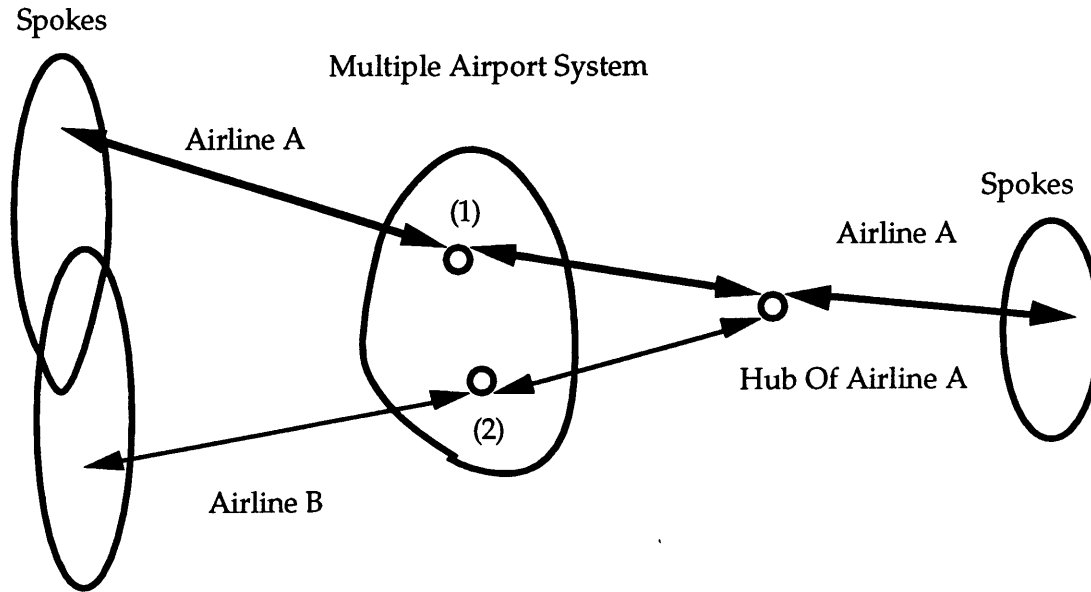 Spokes
Multiple Airport System
Airline A
Spokes
(1)
Airline A
Hub Of Airline A
(2)
Airline B